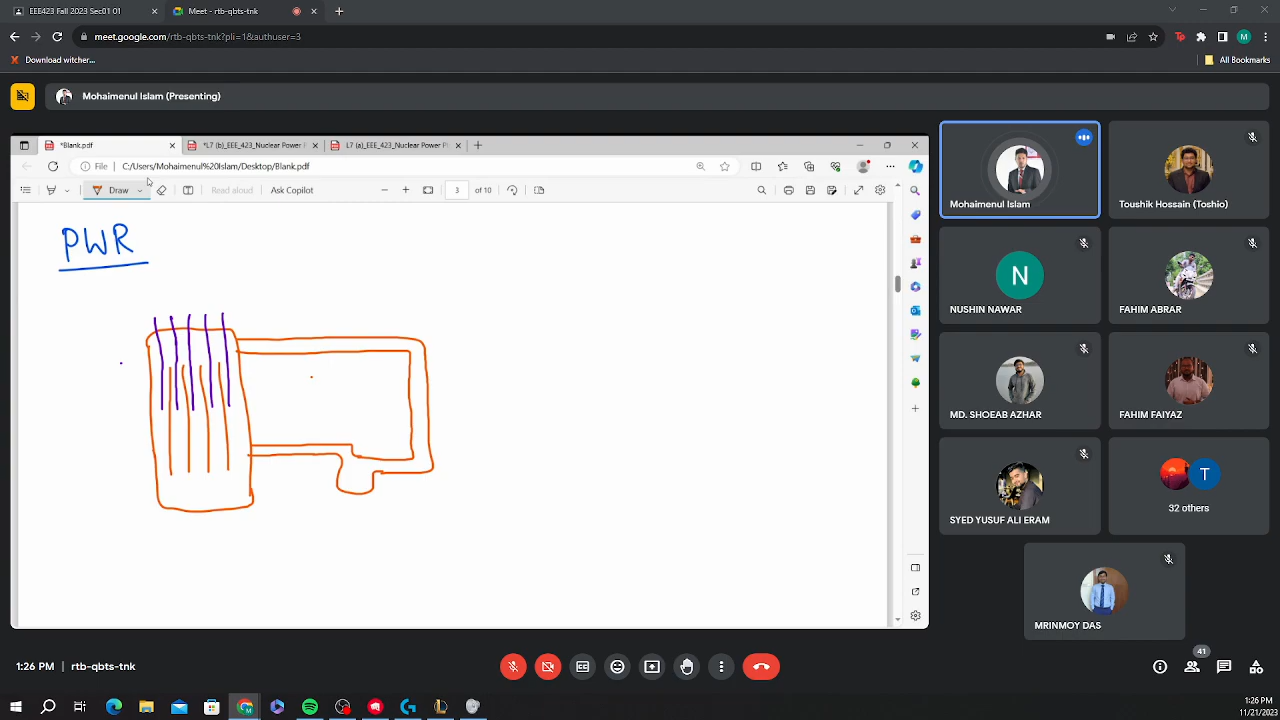 EEE423 Fall 2023 Sec01 01
Meet - rtb-qbts-tnk
meet.google.com/rtb-qbts-tnk?pli=1&authuser=3
M
Download witcher...
All Bookmarks
Mohaimenul Islam (Presenting)
*Blank.pdf
*L7 (b)_EEE_423_Nuclear Power
L7 (a)_EEE_423_Nuclear Power Pl
File
C:/Users/Mohaimenul%20Islam/Desktop/Blank.pdf
Draw
Read aloud
Ask Copilot
3
of 10
PWR
Mohaimenul Islam
Toushik Hossain (Toshio)
N
NUSHIN NAWAR
FAHIM ABRAR
MD. SHOEAB AZHAR
FAHIM FAIYAZ
SYED YUSUF ALI ERAM
T
32 others
MRINMOY DAS
1:26 PM | rtb-qbts-tnk
41
1:26 PM
11/21/2023